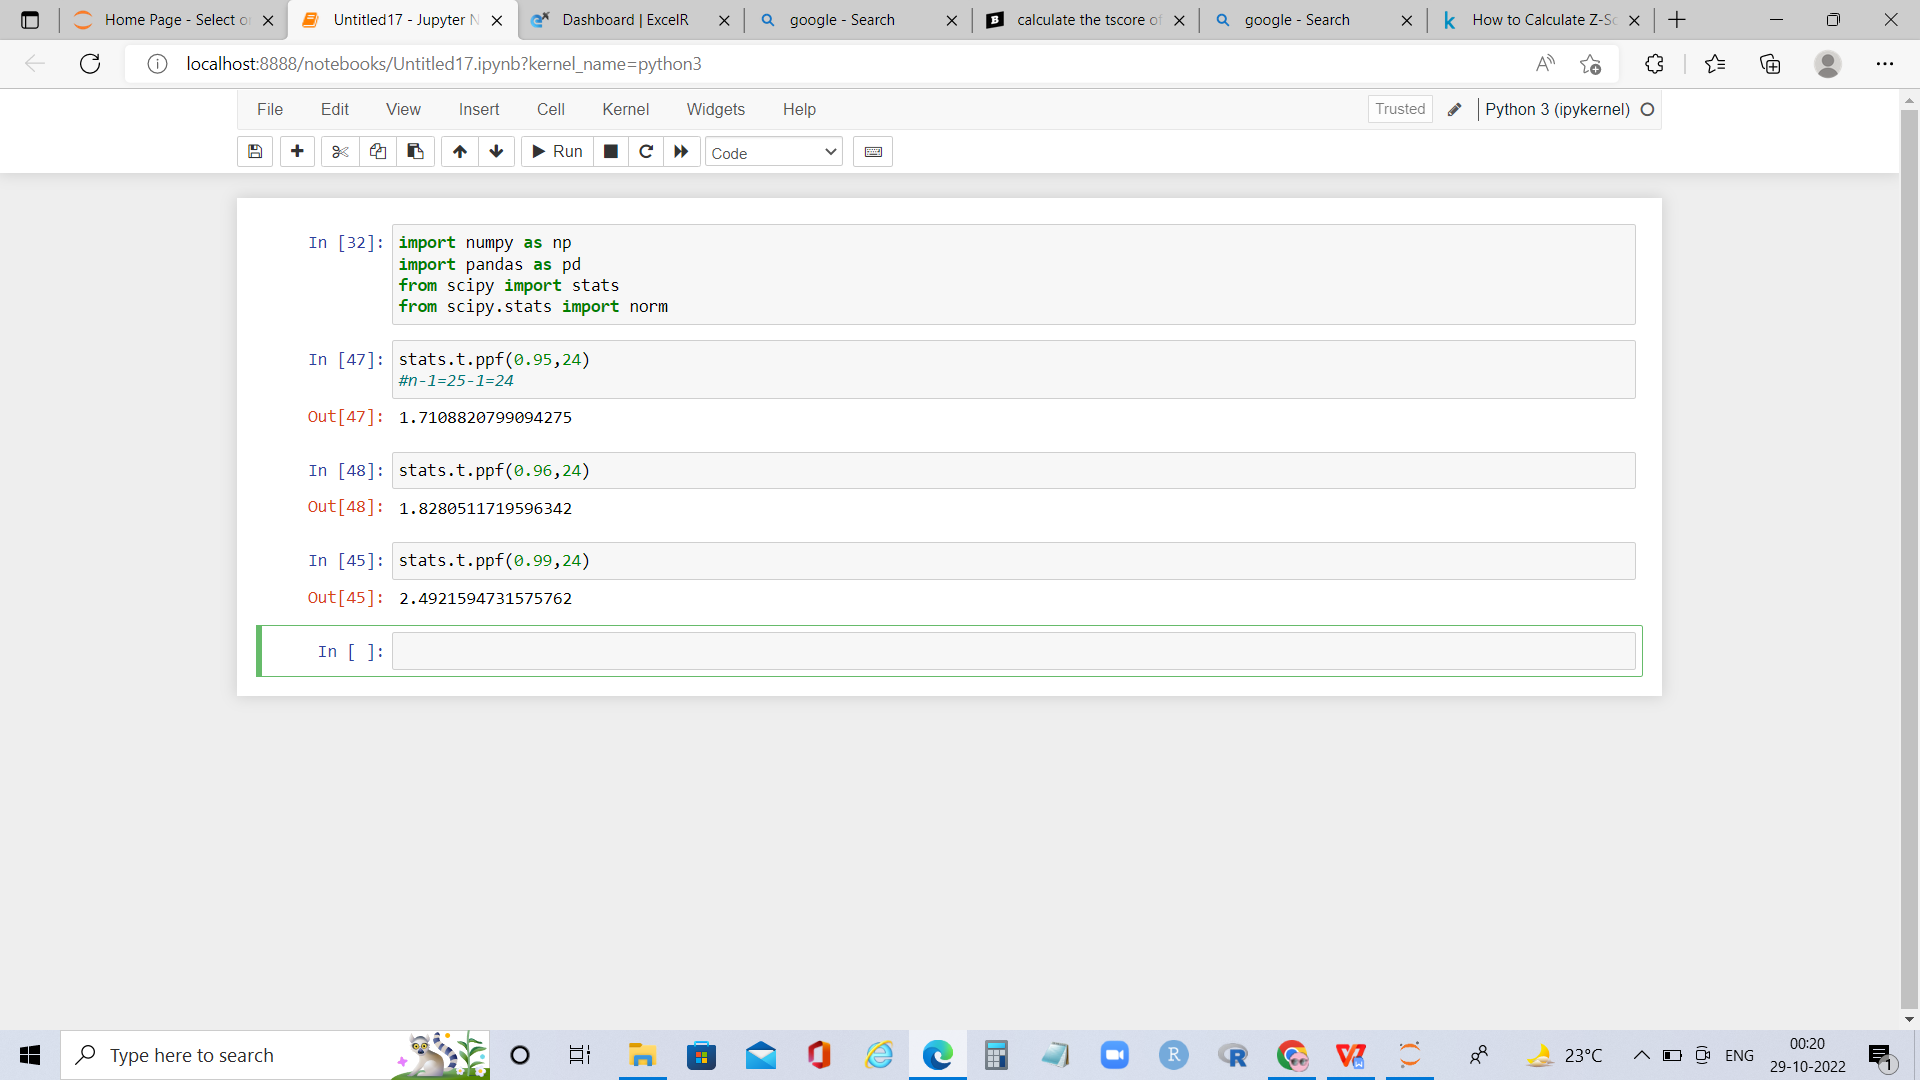 Home Page - Select o
Untitled17 - Jupyter N
Dashboard | ExcelR
google - Search
calculate the tscore of
google - Search
How to Calculate Z-Sc
localhost:8888/notebooks/Untitled17.ipynb?kernel_name=python3
File Edit View Insert Cell Kernel Widgets Help
Trusted
Python 3 (ipykernel)
Run
Code
In [32]: import numpy as np
import pandas as pd
from scipy import stats
from scipy.stats import norm
In [47]: stats.t.ppf(0.95,24)
#n-1=25-1=24
Out[47]: 1.7108820799094275
In [48]: stats.t.ppf(0.96,24)
Out[48]: 1.8280511719596342
In [45]: stats.t.ppf(0.99,24)
Out[45]: 2.4921594731575762
In [ ]:
Type here to search
23°C
ENG
00:20
29-10-2022
1